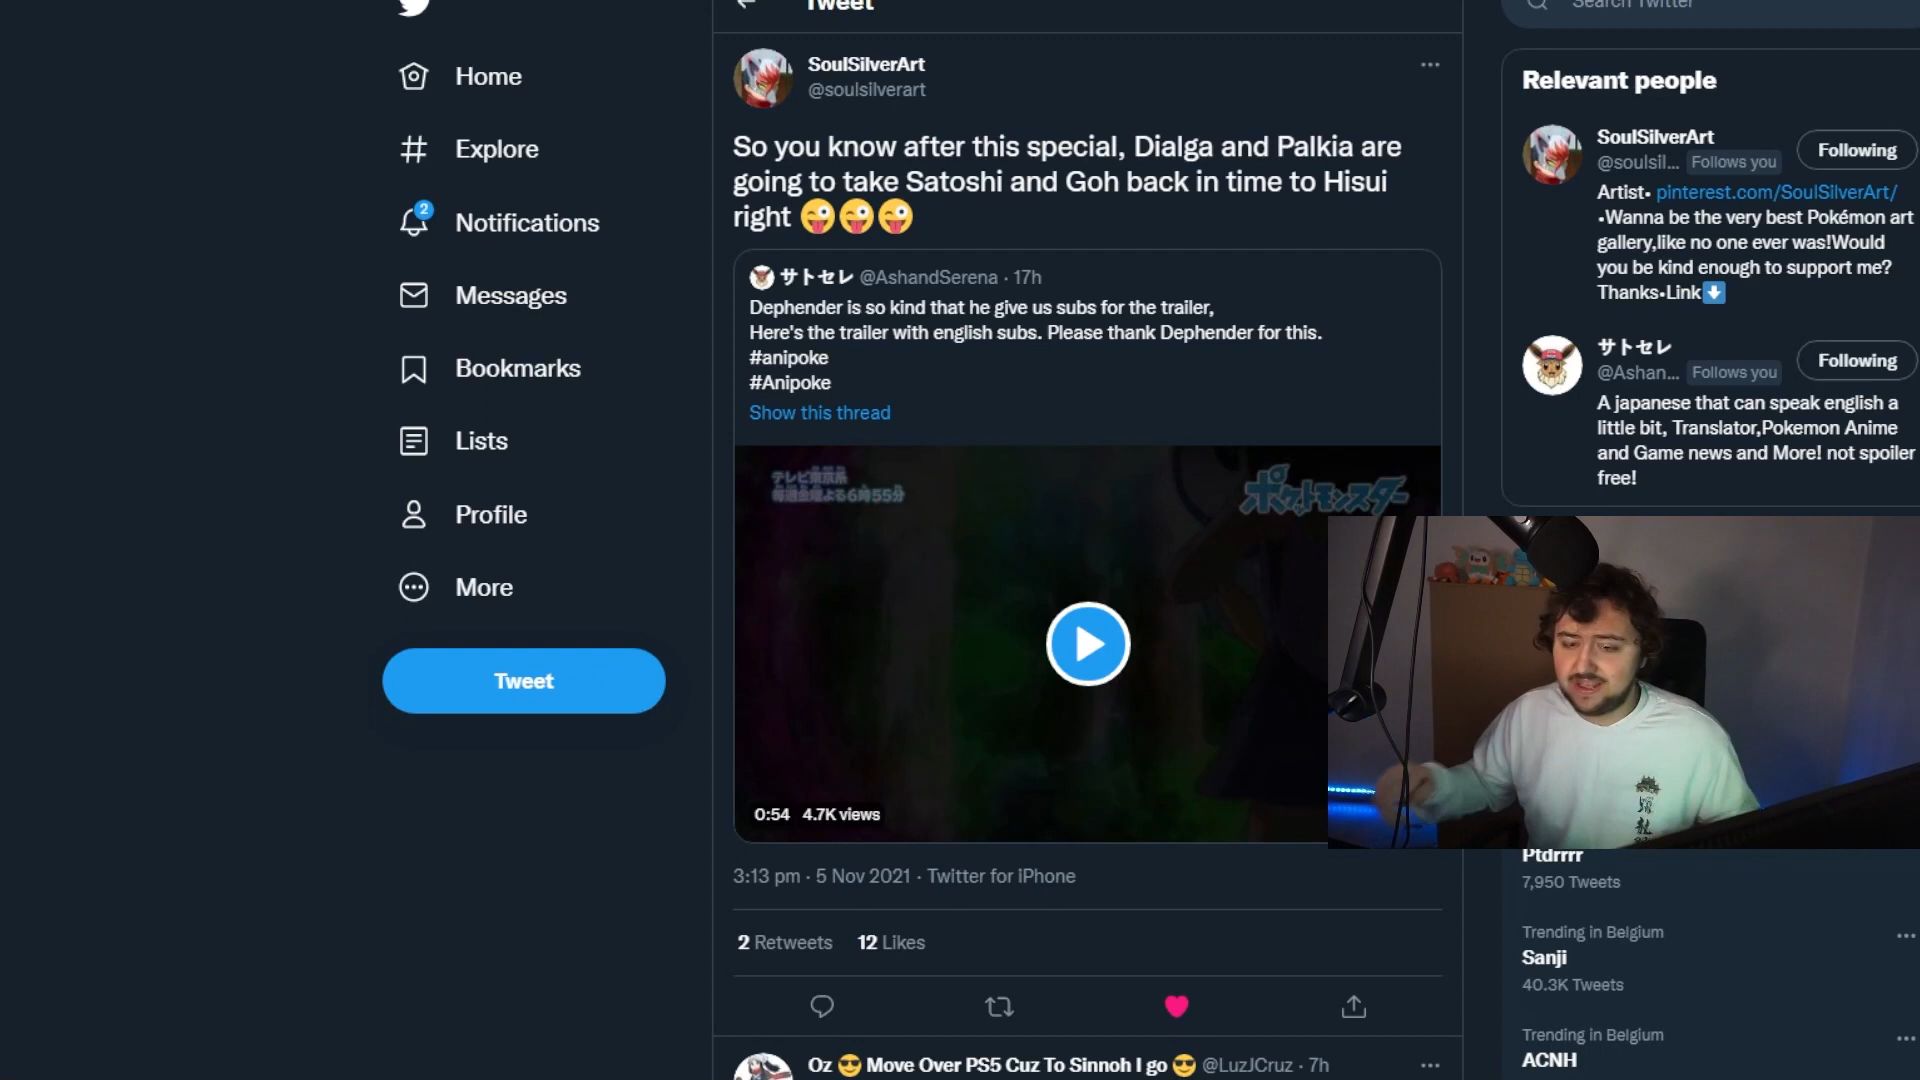 Tweet
Search Twitter
Home
Explore
2
Notifications
Messages
Bookmarks
Lists
Profile
More
Tweet
SoulSilverArt
@soulsilverart
So you know after this special, Dialga and Palkia are
going to take Satoshi and Goh back in time to Hisui
right 😜😜😜
サトセレ @AshandSerena · 17h
Dephender is so kind that he give us subs for the trailer,
Here's the trailer with english subs. Please thank Dephender for this.
#anipoke
#Anipoke
Show this thread
テレビ東京系
毎週金曜よる6時55分
ポケットモンスター
0:54 4.7K views
3:13 pm · 5 Nov 2021 · Twitter for iPhone
2 Retweets 12 Likes
Oz 😎 Move Over PS5 Cuz To Sinnoh I go 😎 @LuzJCruz · 7h
Relevant people
SoulSilverArt
@soulsil... Follows you
Following
Artist• pinterest.com/SoulSilverArt/
•Wanna be the very best Pokémon art
gallery,like no one ever was!Would
you be kind enough to support me?
Thanks•Link⬇
サトセレ
@Ashan... Follows you
Following
A japanese that can speak english a
little bit, Translator,Pokemon Anime
and Game news and More! not spoiler
free!
Ptdrrrr
7,950 Tweets
Trending in Belgium
Sanji
40.3K Tweets
Trending in Belgium
ACNH